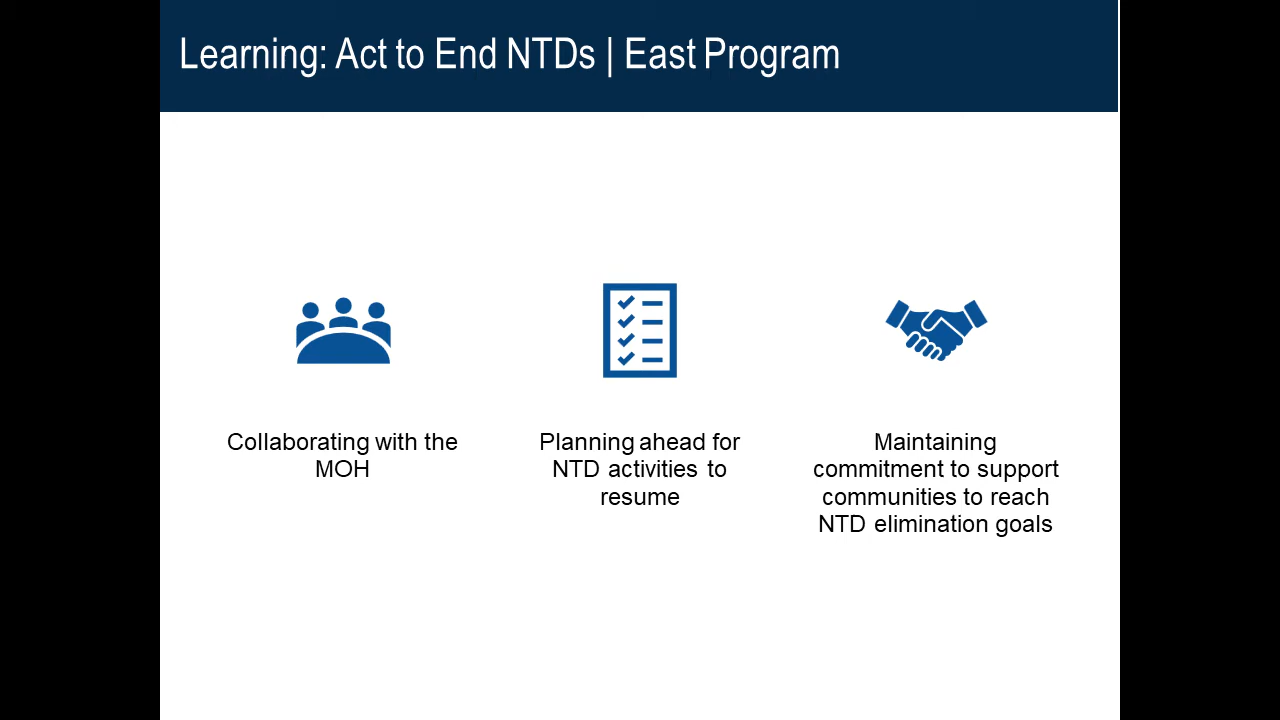 Learning: Act to End NTDs | East Program
Collaborating with the
MOH
Planning ahead for
NTD activities to
resume
Maintaining
commitment to support
communities to reach
NTD elimination goals